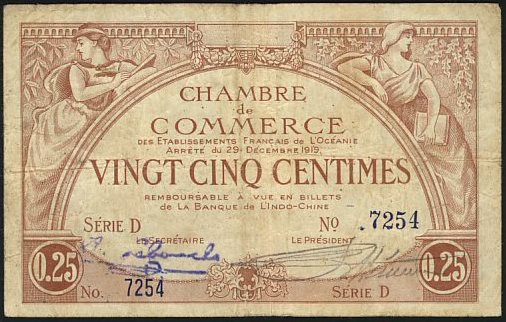 CHAMBRE
de
COMMERCE
DES ETABLISSEMENTS FRANÇAIS DE L'OCÉANIE
ARRÊTÉ DU 29 DÉCEMBRE 1919
VINGT CINQ CENTIMES
REMBOURSABLE A VUE EN BILLETS
DE LA BANQUE DE L'INDO-CHINE
SÉRIE D No .7254
LE SECRÉTAIRE LE PRÉSIDENT
0.25 0.25
No. 7254 SÉRIE D